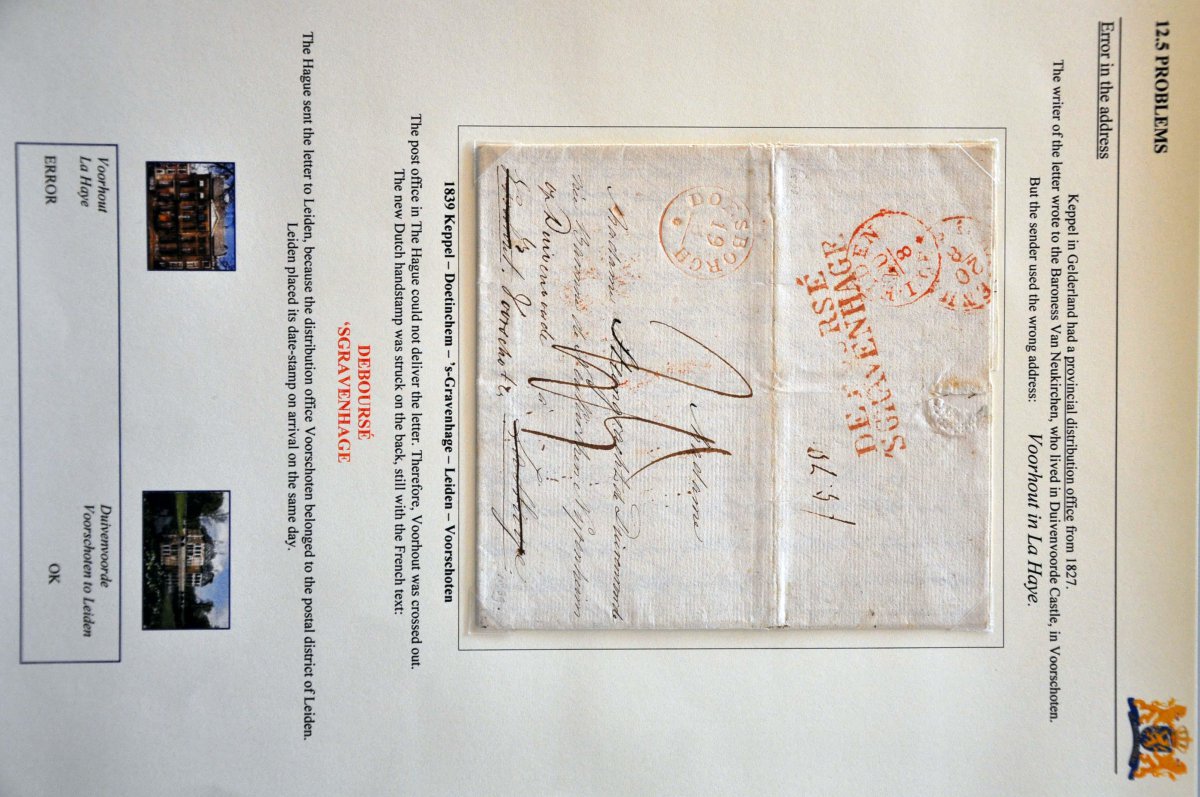 12.5 PROBLEMS
Error in the address
Keppel in Gelderland had a provincial distribution office from 1827.
The writer of the letter wrote to the Baroness Van Neukirchen, who lived in Duivenvoorde Castle, in Voorschoten.
But the sender used the wrong address: Voorhout in La Haye.
DEBOURSÉ
SGRAVENHAGE
DOESBORGH
19
Madame
1839 Keppel – Doetinchem – 's-Gravenhage – Leiden – Voorschoten
The post office in The Hague could not deliver the letter. Therefore, Voorhout was crossed out.
The new Dutch handstamp was struck on the back, still with the French text:
DEBOURSÉ
'SGRAVENHAGE
The Hague sent the letter to Leiden, because the distribution office Voorschoten belonged to the postal district of Leiden.
Leiden placed its date-stamp on arrival on the same day.
Voorhout
La Haye
ERROR
Duivenvoorde
Voorschoten to Leiden
OK